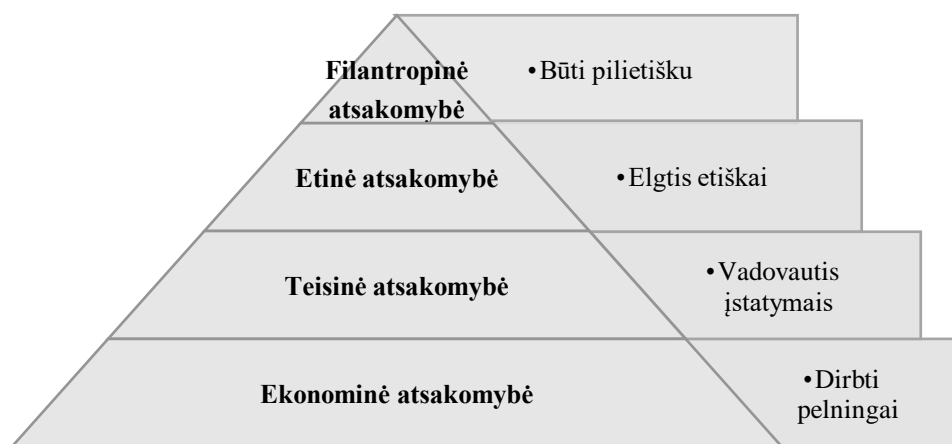 Filantropinė
atsakomybė
•Būti pilietišku
Etinė atsakomybė
•Elgtis etiškai
Teisinė atsakomybė
•Vadovautis
įstatymais
Ekonominė atsakomybė
•Dirbti
pelningai